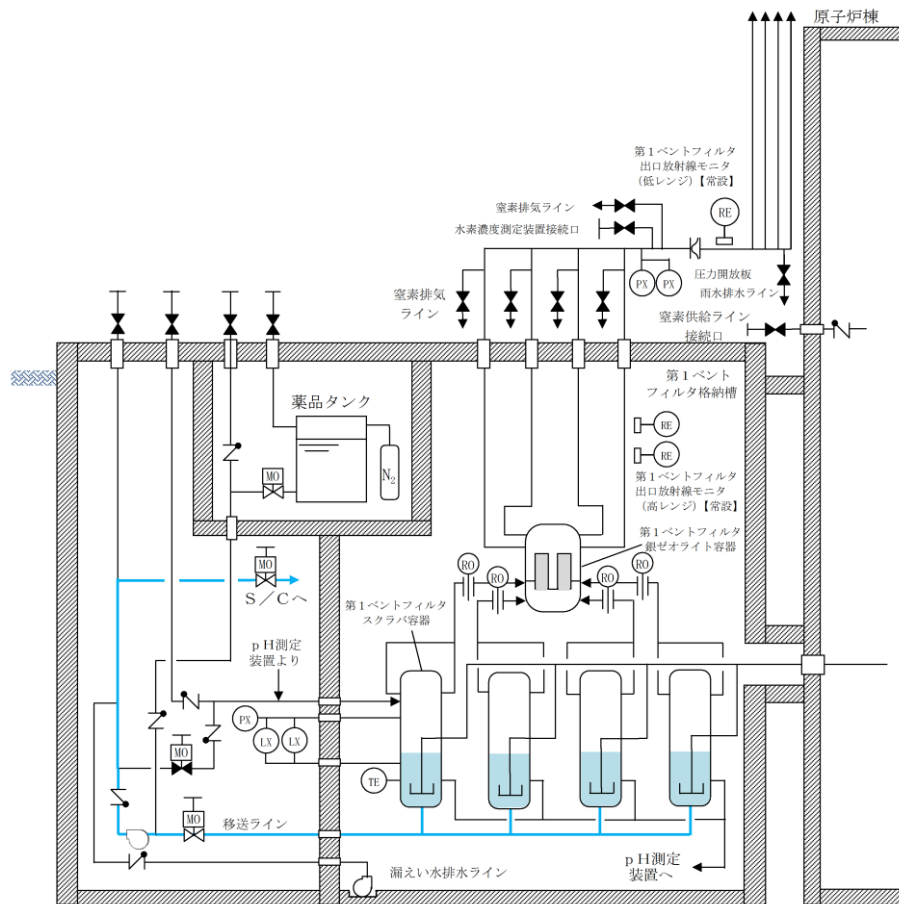 原子炉棟
第１ベントフィルタ
出口放射線モニタ
(低レンジ)【常設】
RE
窒素排気ライン
水素濃度測定装置接続口
PX
PX
圧力開放板
雨水排水ライン
窒素排気
ライン
窒素供給ライン
接続口
第１ベント
フィルタ格納槽
薬品タンク
N₂
MO
RE
RE
第１ベントフィルタ
出口放射線モニタ
(高レンジ)【常設】
第１ベントフィルタ
銀ゼオライト容器
MO
S／Cへ
RO
RO
RO
RO
第１ベントフィルタ
スクラバ容器
ｐH測定
装置より
PX
LX
LX
MO
TE
MO
移送ライン
漏えい水排水ライン
ｐH測定
装置へ